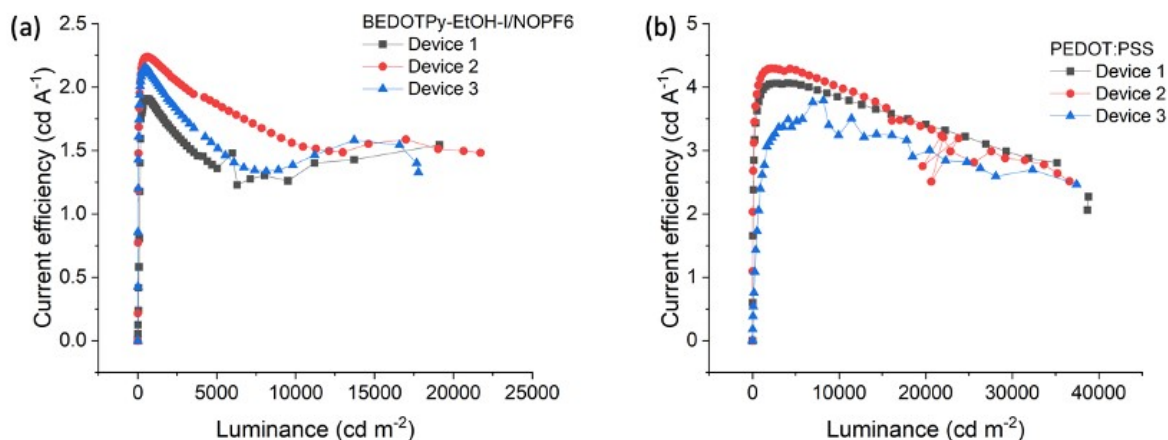 (a)
BEDOTPy-EtOH-I/NOPF6
Device 1
Device 2
Device 3
Current efficiency (cd A⁻¹)
2.5
2.0
1.5
1.0
0.5
0.0
0 5000 10000 15000 20000 25000
Luminance (cd m⁻²)
(b)
PEDOT:PSS
Device 1
Device 2
Device 3
Current efficiency (cd A⁻¹)
5
4
3
2
1
0
0 10000 20000 30000 40000
Luminance (cd m⁻²)